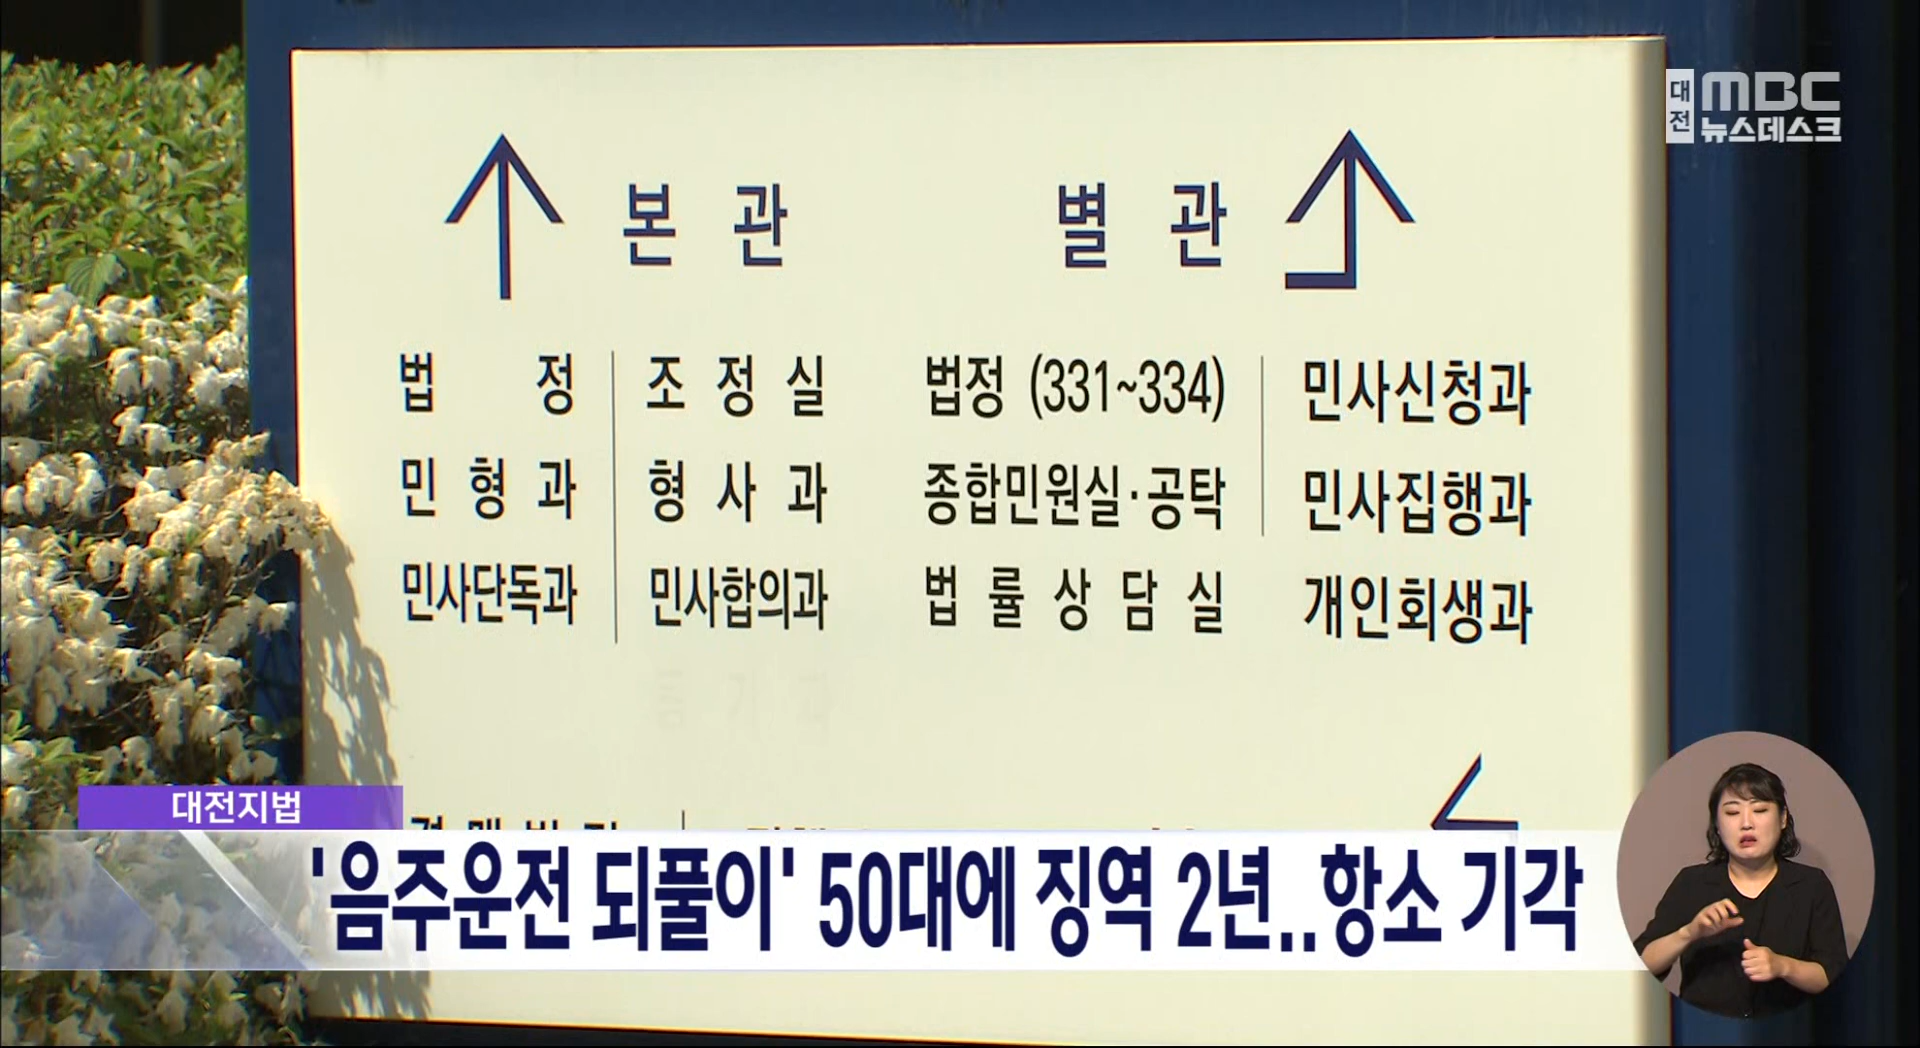 대전 MBC
뉴스데스크
본관 별관
법정 조정실 법정 (331~334) 민사신청과
민형과 형사과 종합민원실·공탁 민사집행과
민사단독과 민사합의과 법률상담실 개인회생과
대전지법
'음주운전 되풀이' 50대에 징역 2년..항소 기각